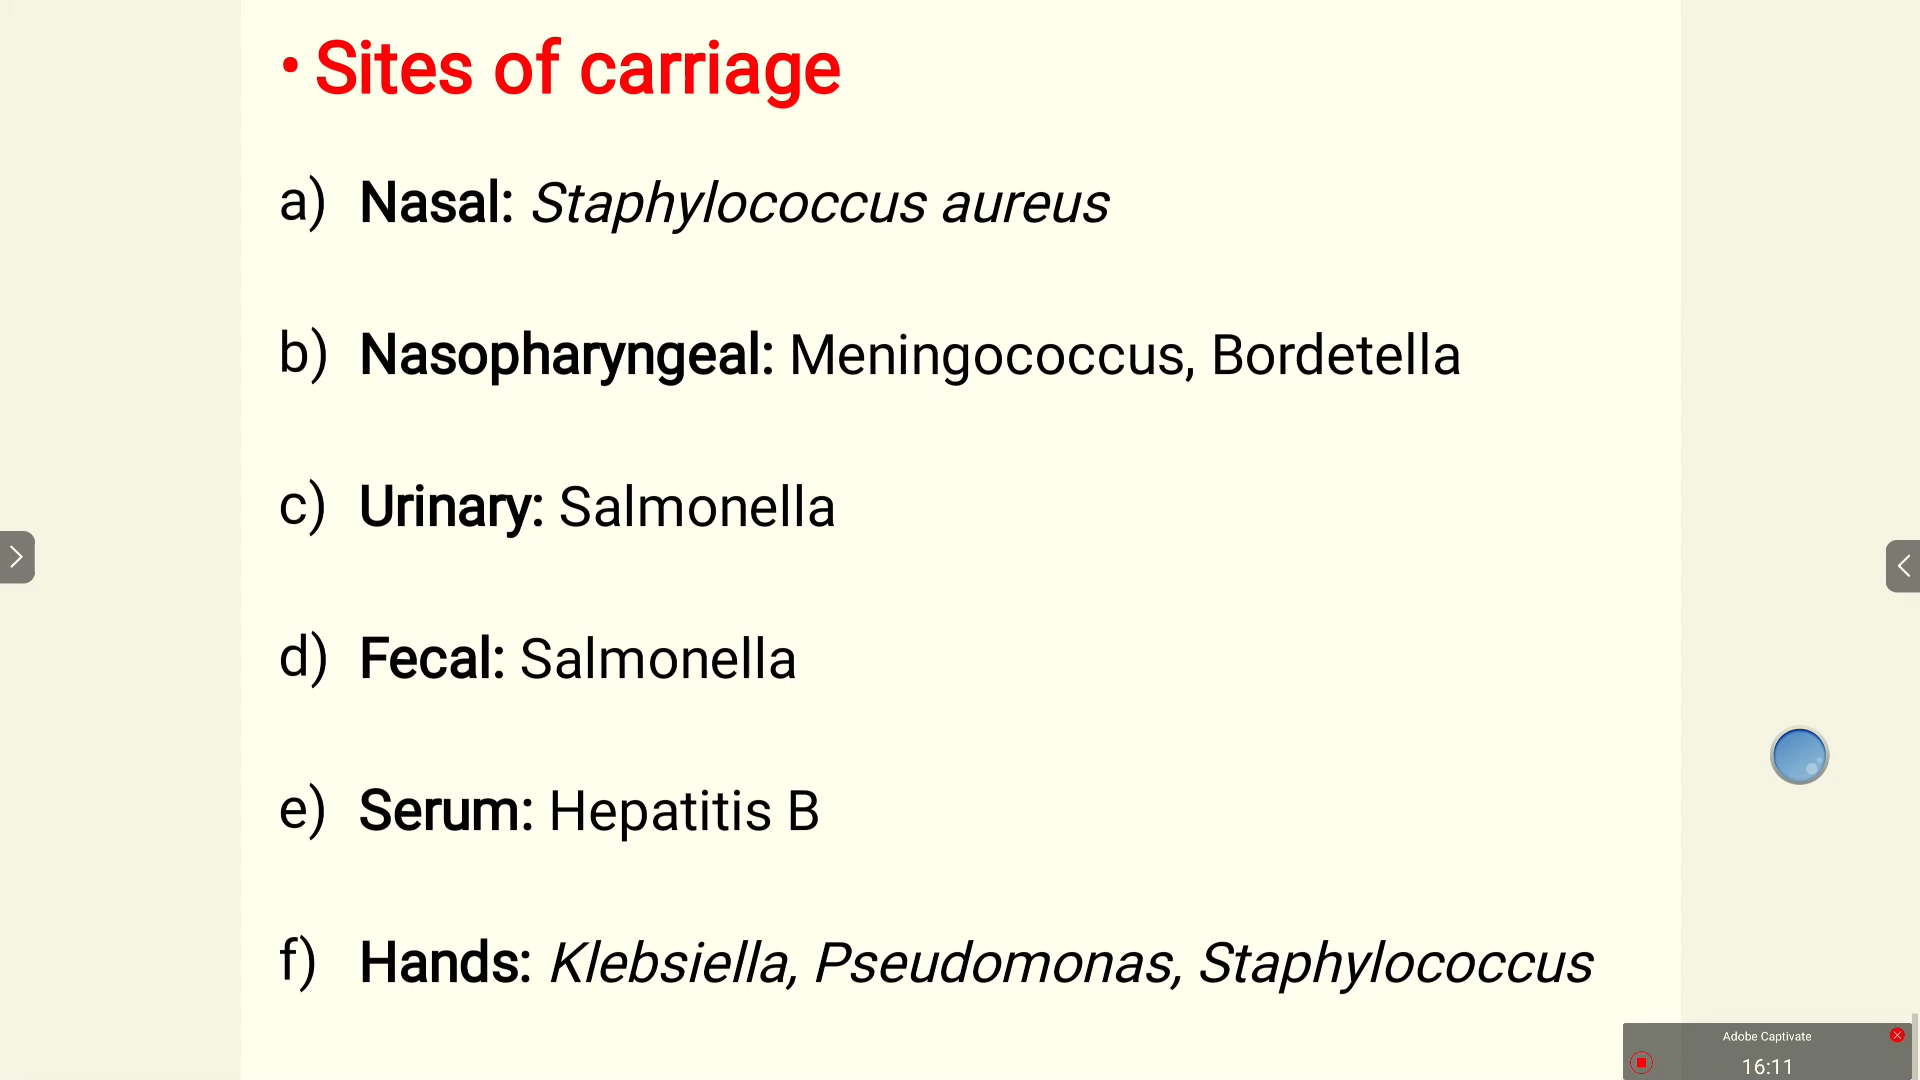 • Sites of carriage
a) Nasal: Staphylococcus aureus
b) Nasopharyngeal: Meningococcus, Bordetella
c) Urinary: Salmonella
d) Fecal: Salmonella
e) Serum: Hepatitis B
f) Hands: Klebsiella, Pseudomonas, Staphylococcus
Adobe Captivate
16:11